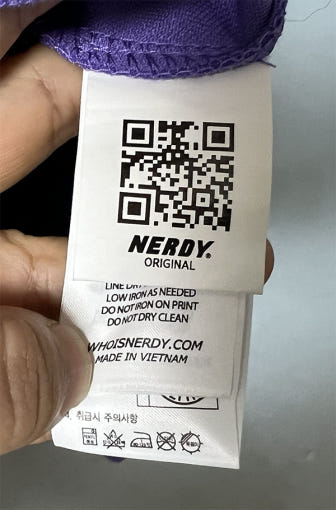 NERDY®
ORIGINAL
LINE DRY
LOW IRON AS NEEDED
DO NOT IRON ON PRINT
DO NOT DRY CLEAN
WHOISNERDY.COM
MADE IN VIETNAM
4. 취급시 주의사항